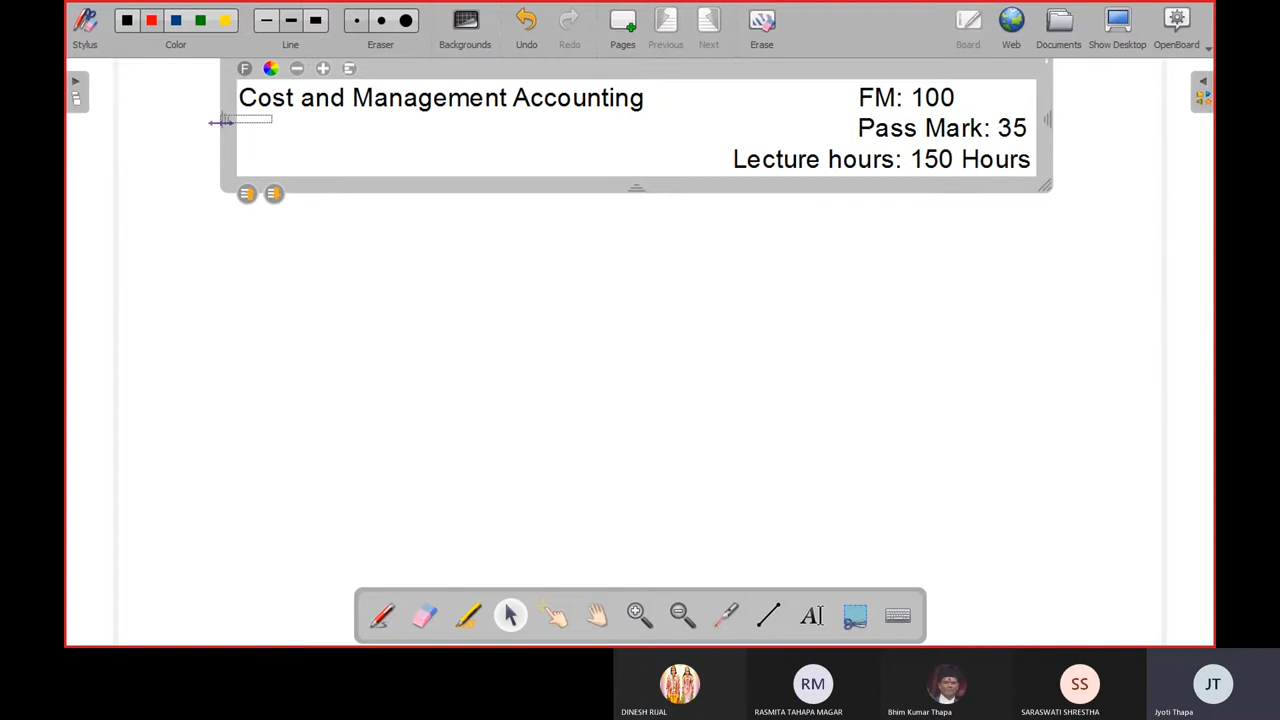 Stylus
Color
Line
Eraser
Backgrounds
Undo
Redo
Pages
Previous
Next
Erase
Board
Web
Documents
Show Desktop
OpenBoard
F
Cost and Management Accounting FM: 100
Pass Mark: 35
Lecture hours: 150 Hours
AI
RM
SS
JT
DINESH RIJAL
RASMITA TAHAPA MAGAR
Bhim Kumar Thapa
SARASWATI SHRESTHA
Jyoti Thapa